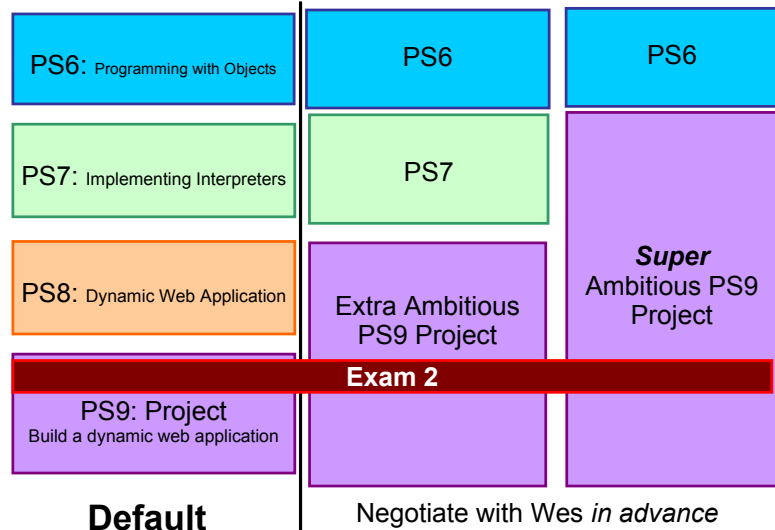 PS6: Programming with Objects
PS7: Implementing Interpreters
PS8: Dynamic Web Application
PS9: Project
Build a dynamic web application
Default
PS6
PS7
Extra Ambitious
PS9 Project
PS6
Super
Ambitious PS9
Project
Exam 2
Negotiate with Wes in advance